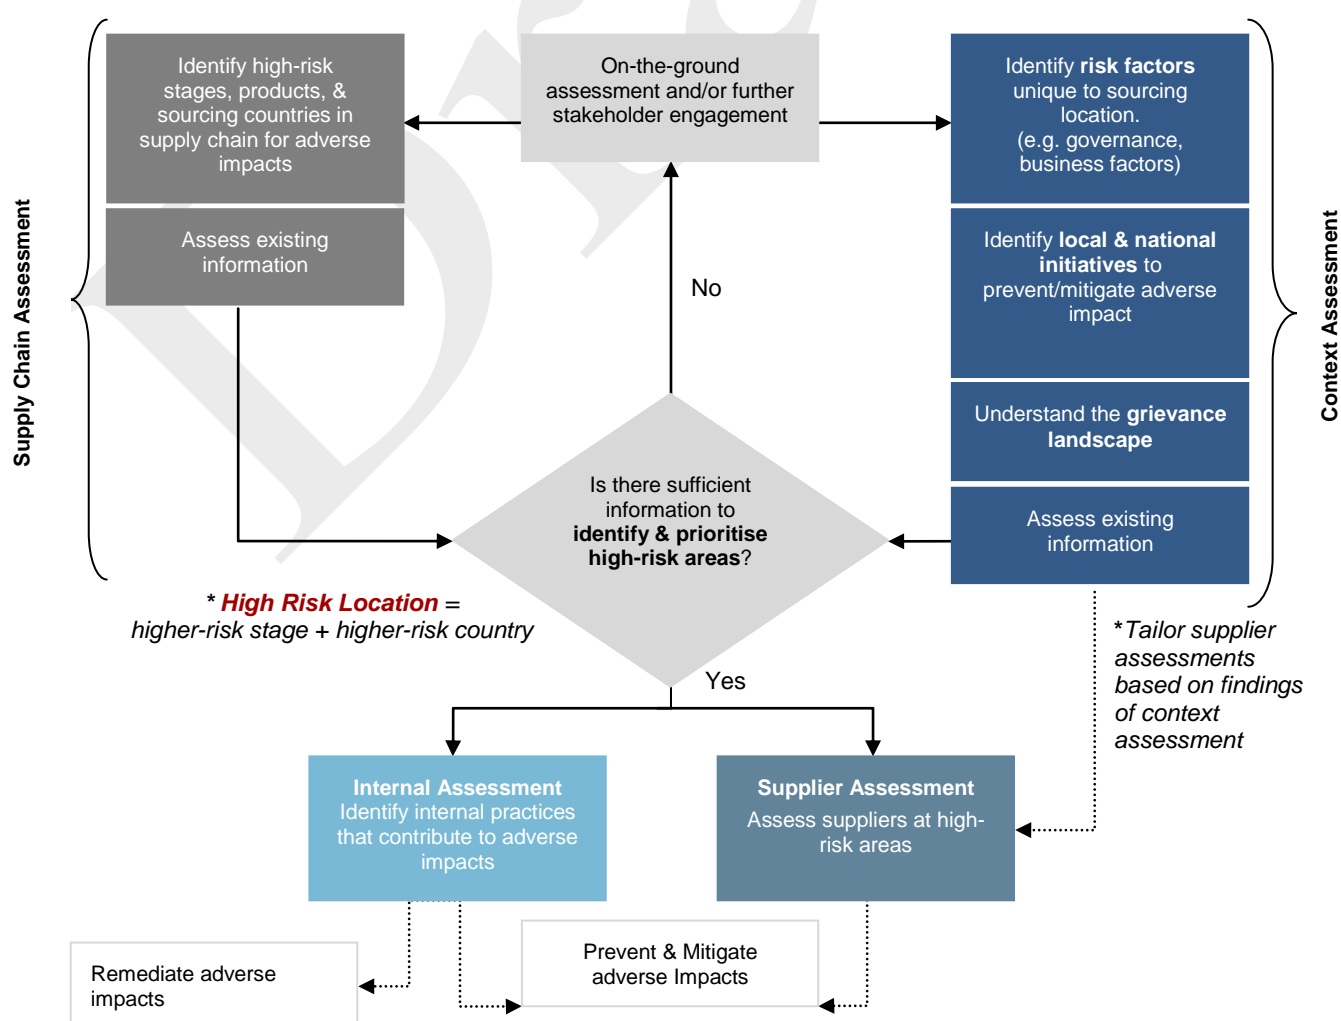 Supply Chain Assessment
Identify high-risk
stages, products, &
sourcing countries in
supply chain for adverse
impacts
Assess existing
information
On-the-ground
assessment and/or further
stakeholder engagement
Identify risk factors
unique to sourcing
location.
(e.g. governance,
business factors)
Identify local & national
initiatives to
prevent/mitigate adverse
impact
Understand the grievance
landscape
Assess existing
information
Context Assessment
No
Is there sufficient
information to
identify & prioritise
high-risk areas?
* High Risk Location =
higher-risk stage + higher-risk country
*Tailor supplier
assessments
based on findings
of context
assessment
Yes
Internal Assessment
Identify internal practices
that contribute to adverse
impacts
Supplier Assessment
Assess suppliers at high-
risk areas
Remediate adverse
impacts
Prevent & Mitigate
adverse Impacts